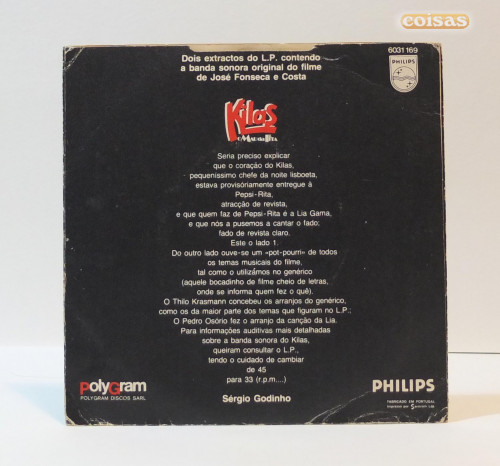 coisas
6031 169
Dois extractos do L.P. contendo
a banda sonora original do filme
de José Fonseca e Costa
PHILIPS
Kilas
o Mau da Fita
Seria preciso explicar
que o coração do Kilas,
pequeníssimo chefe da noite lisboeta,
estava provisóriamente entregue à
Pepsi-Rita,
atracção de revista,
e que quem faz de Pepsi-Rita é a Lia Gama,
e que nós a pusemos a cantar o fado:
fado de revista claro.
Este o lado 1.
Do outro lado ouve-se um «pot-pourri» de todos
os temas musicais do filme,
tal como o utilizámos no genérico
(aquele bocadinho de filme cheio de letras,
onde se informa quem fez o quê).
O Thilo Krasmann concebeu os arranjos do genérico,
como os da maior parte dos temas que figuram no L.P.;
O Pedro Osório fez o arranjo da canção da Lia.
Para informações auditivas mais detalhadas
sobre a banda sonora do Kilas,
queiram consultar o L.P.,
tendo o cuidado de cambiar
de 45
para 33 (r.p.m....)
Sérgio Godinho
PolyGram
POLYGRAM DISCOS SARL
PHILIPS
FABRICADO EM PORTUGAL